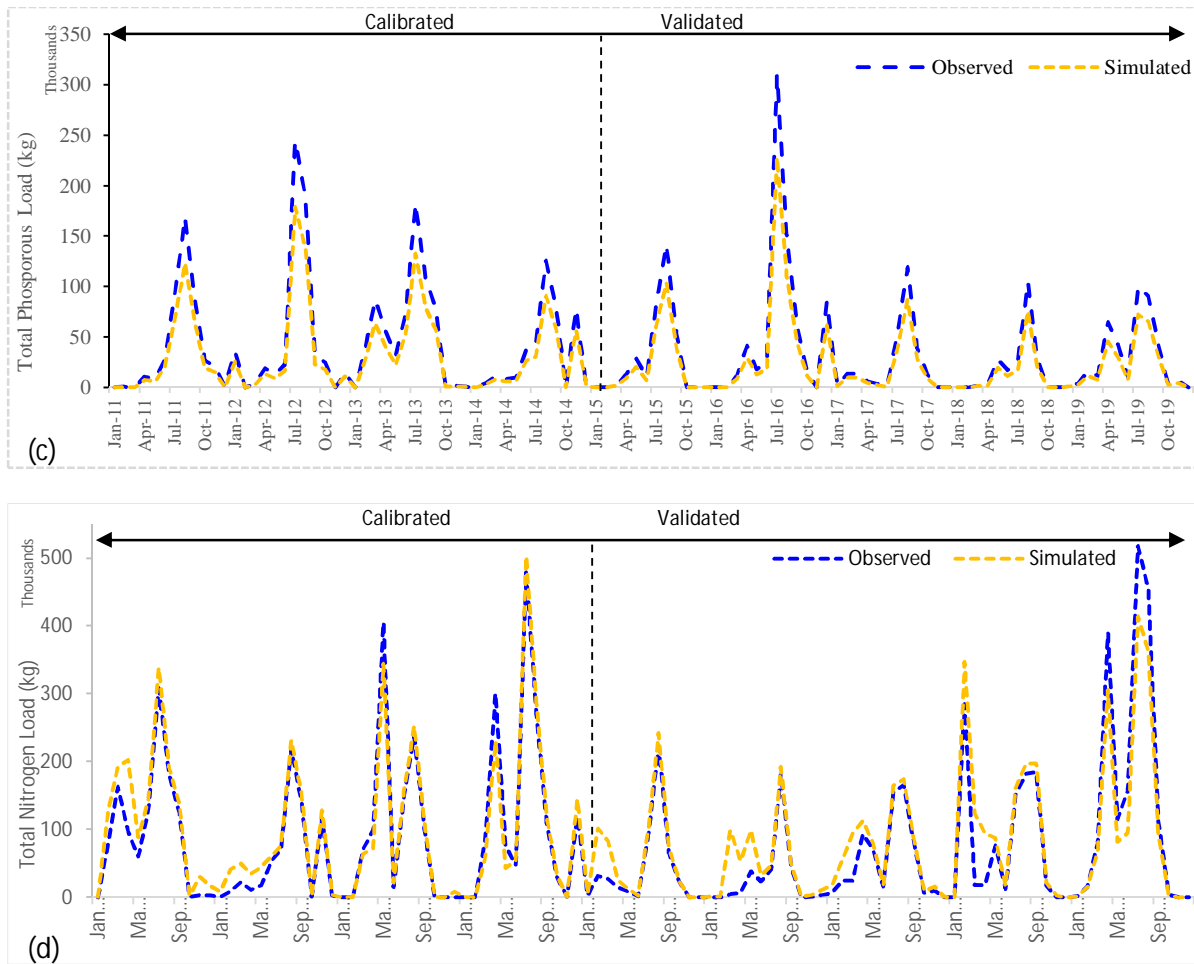 Calibrated Validated
Thousands
350
300
250
200
150
100
50
0
Total Phosporous Load (kg)
Observed Simulated
Jan- 11 Apr- 11 Jul- 11 Oct- 11 Jan- 12 Apr- 12 Jul- 12 Oct- 12 Jan- 13 Apr- 13 Jul- 13 Oct- 13 Jan- 14 Apr- 14 Jul- 14 Oct- 14 Jan- 15 Apr- 15 Jul- 15 Oct- 15 Jan- 16 Apr- 16 Jul- 16 Oct- 16 Jan- 17 Apr- 17 Jul- 17 Oct- 17 Jan- 18 Apr- 18 Jul- 18 Oct- 18 Jan- 19 Apr- 19 Jul- 19 Oct- 19
(c)
Calibrated Validated
Thousands
500
400
300
200
100
0
Total Nitrogen Load (kg)
Observed Simulated
Jan… Ma… Sep… Jan… Ma… Sep… Jan… Ma… Sep… Jan… Ma… Sep… Jan… Ma… Sep… Jan… Ma… Sep… Jan… Ma… Sep… Jan… Ma… Sep… Jan… Ma… Sep…
(d)